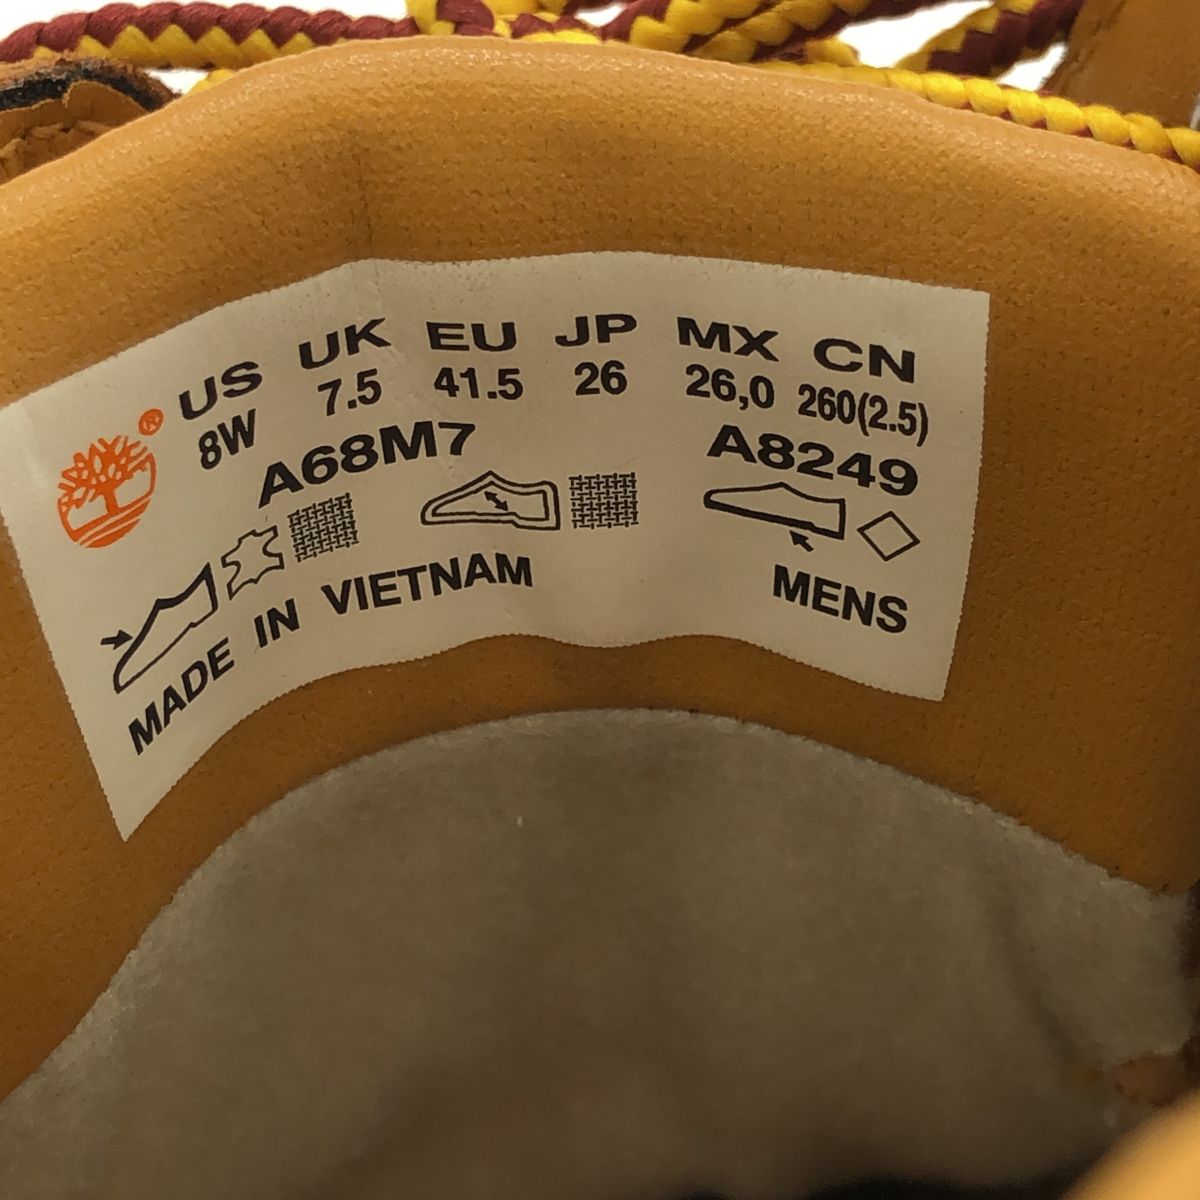 US UK EU JP MX CN
8W 7.5 41.5 26 26,0 260(2.5)
® A68M7 A8249
MADE IN VIETNAM MENS